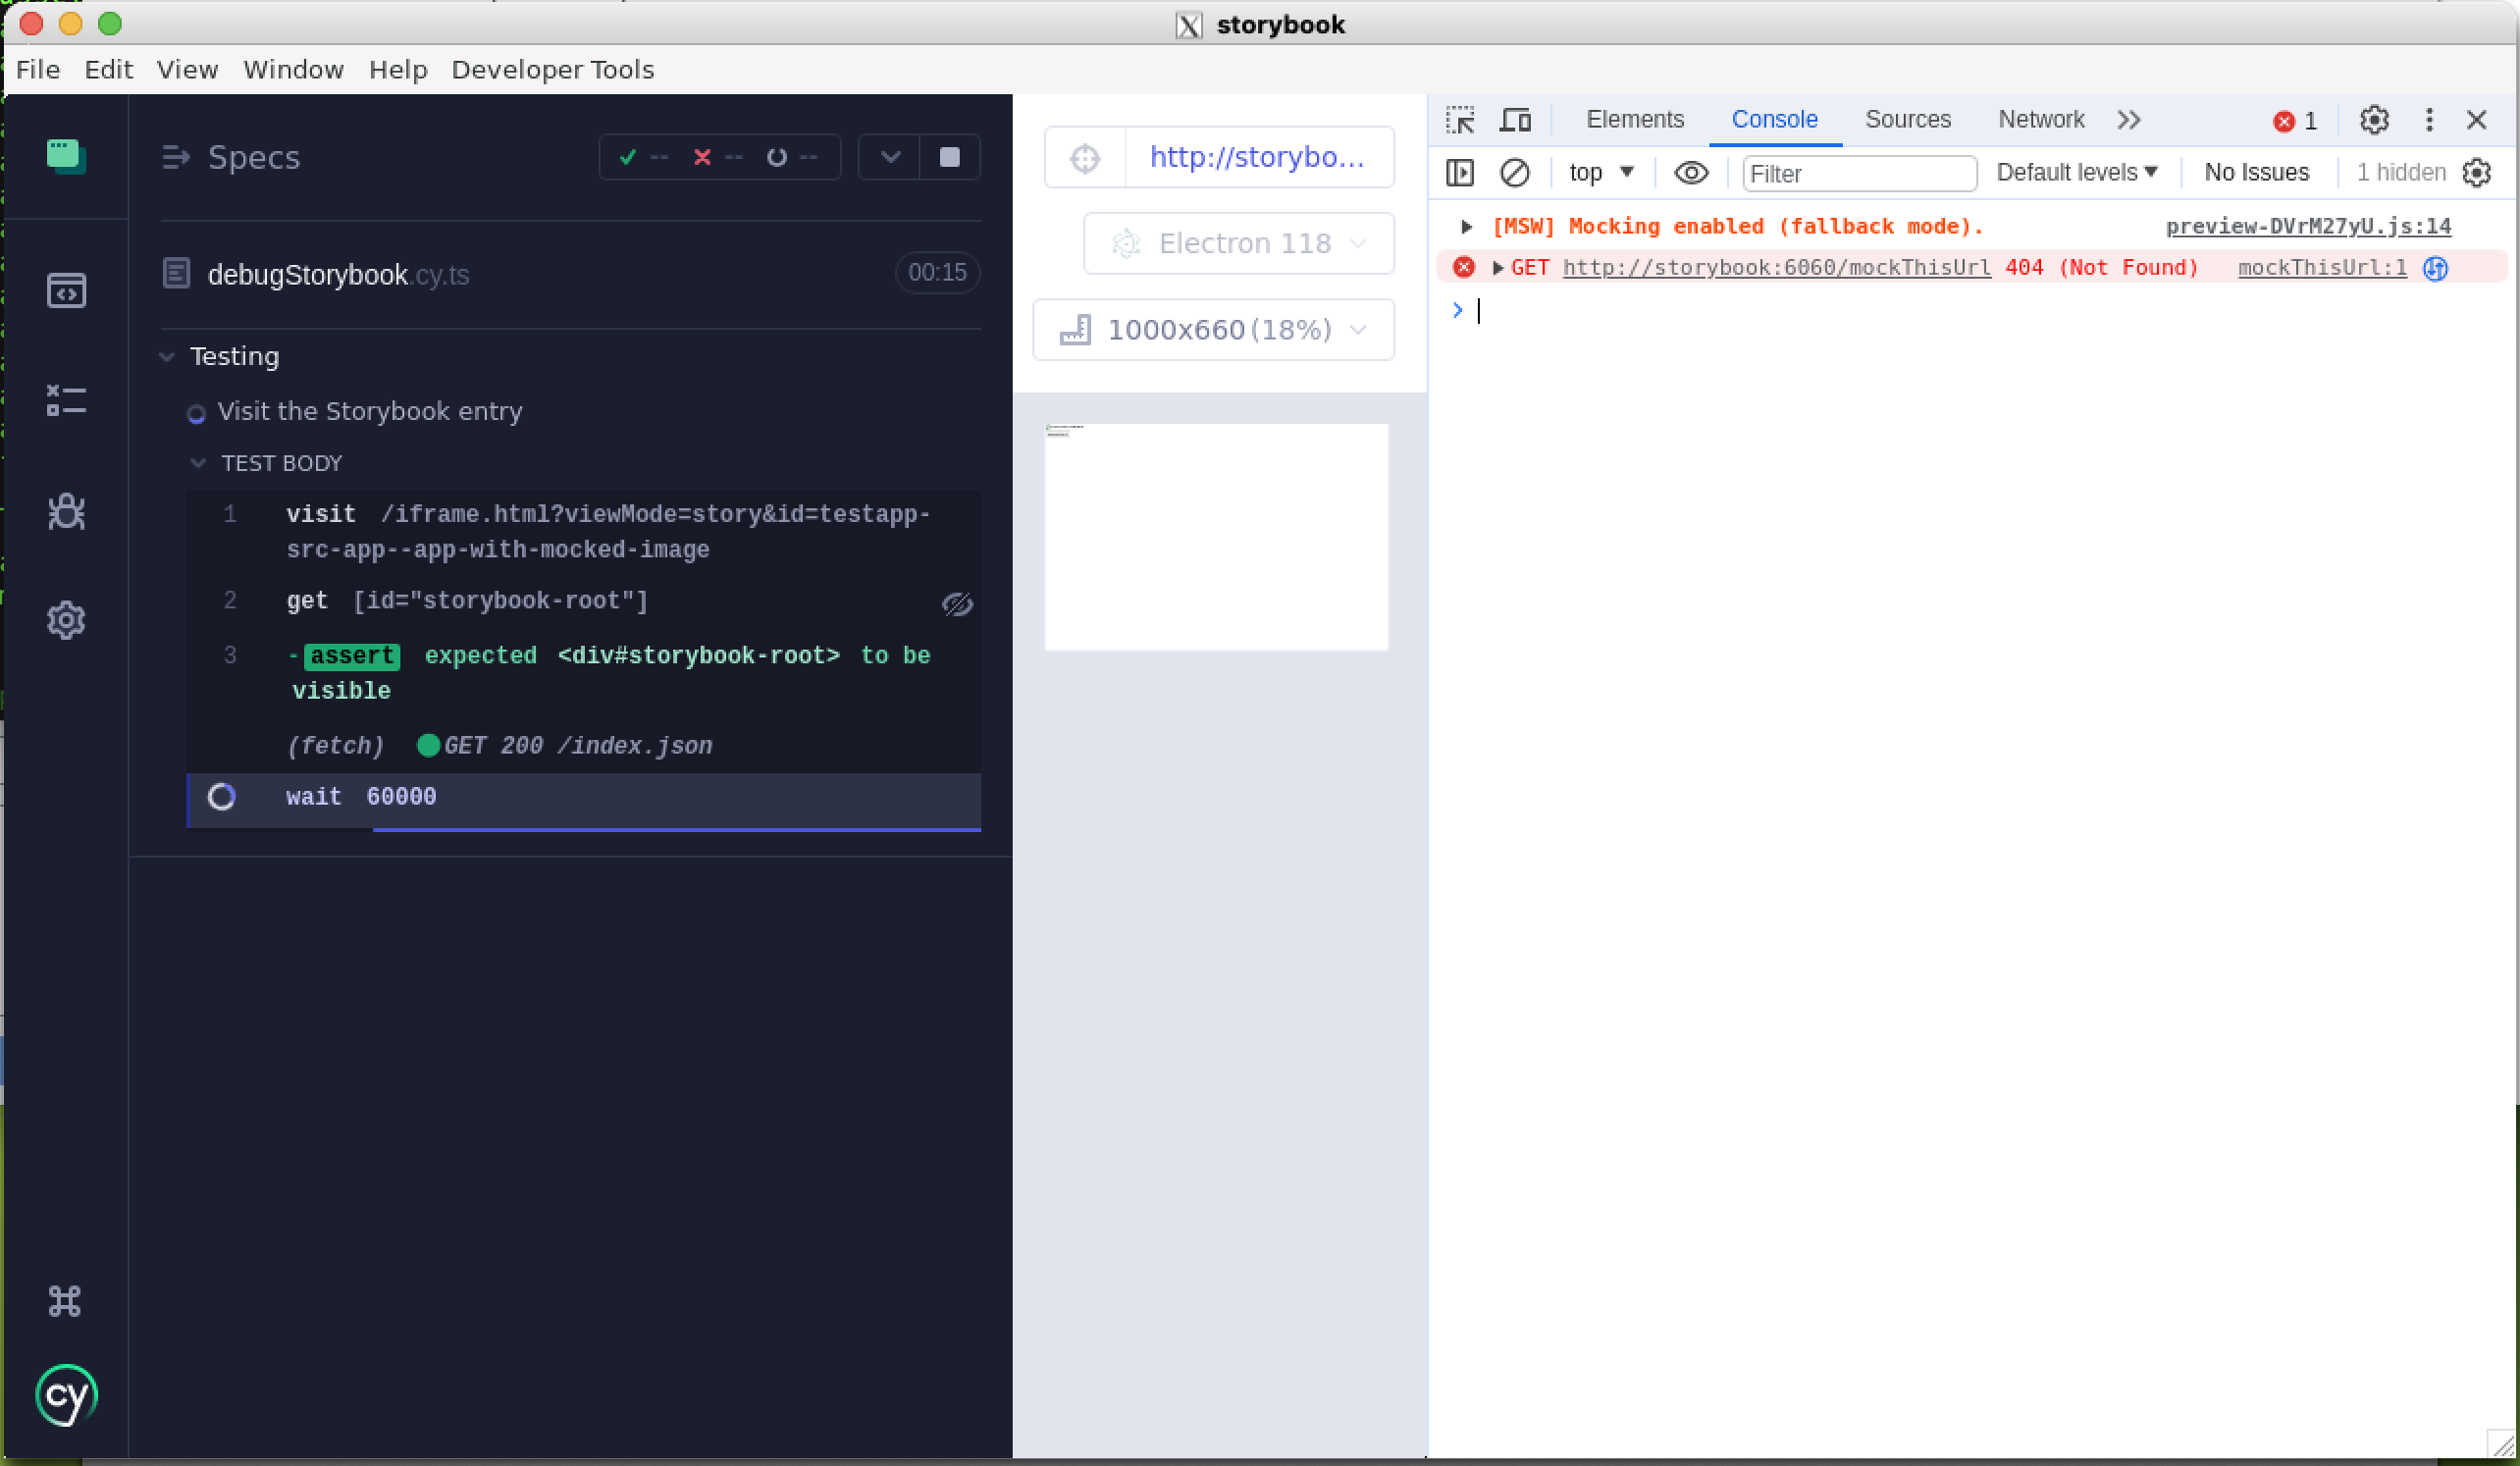 storybook
File Edit View Window Help Developer Tools
Specs
-- -- --
debugStorybook.cy.ts
00:15
Testing
Visit the Storybook entry
TEST BODY
1 visit /iframe.html?viewMode=story&id=testapp-
src-app--app-with-mocked-image
2 get [id="storybook-root"]
3 -assert expected <div#storybook-root> to be
visible
(fetch) GET 200 /index.json
wait 60000
cy
http://storybo...
Electron 118
1000x660 (18%)
Elements Console Sources Network 1
top Filter Default levels No Issues 1 hidden
[MSW] Mocking enabled (fallback mode). preview-DVrM27yU.js:14
GET http://storybook:6060/mockThisUrl 404 (Not Found) mockThisUrl:1